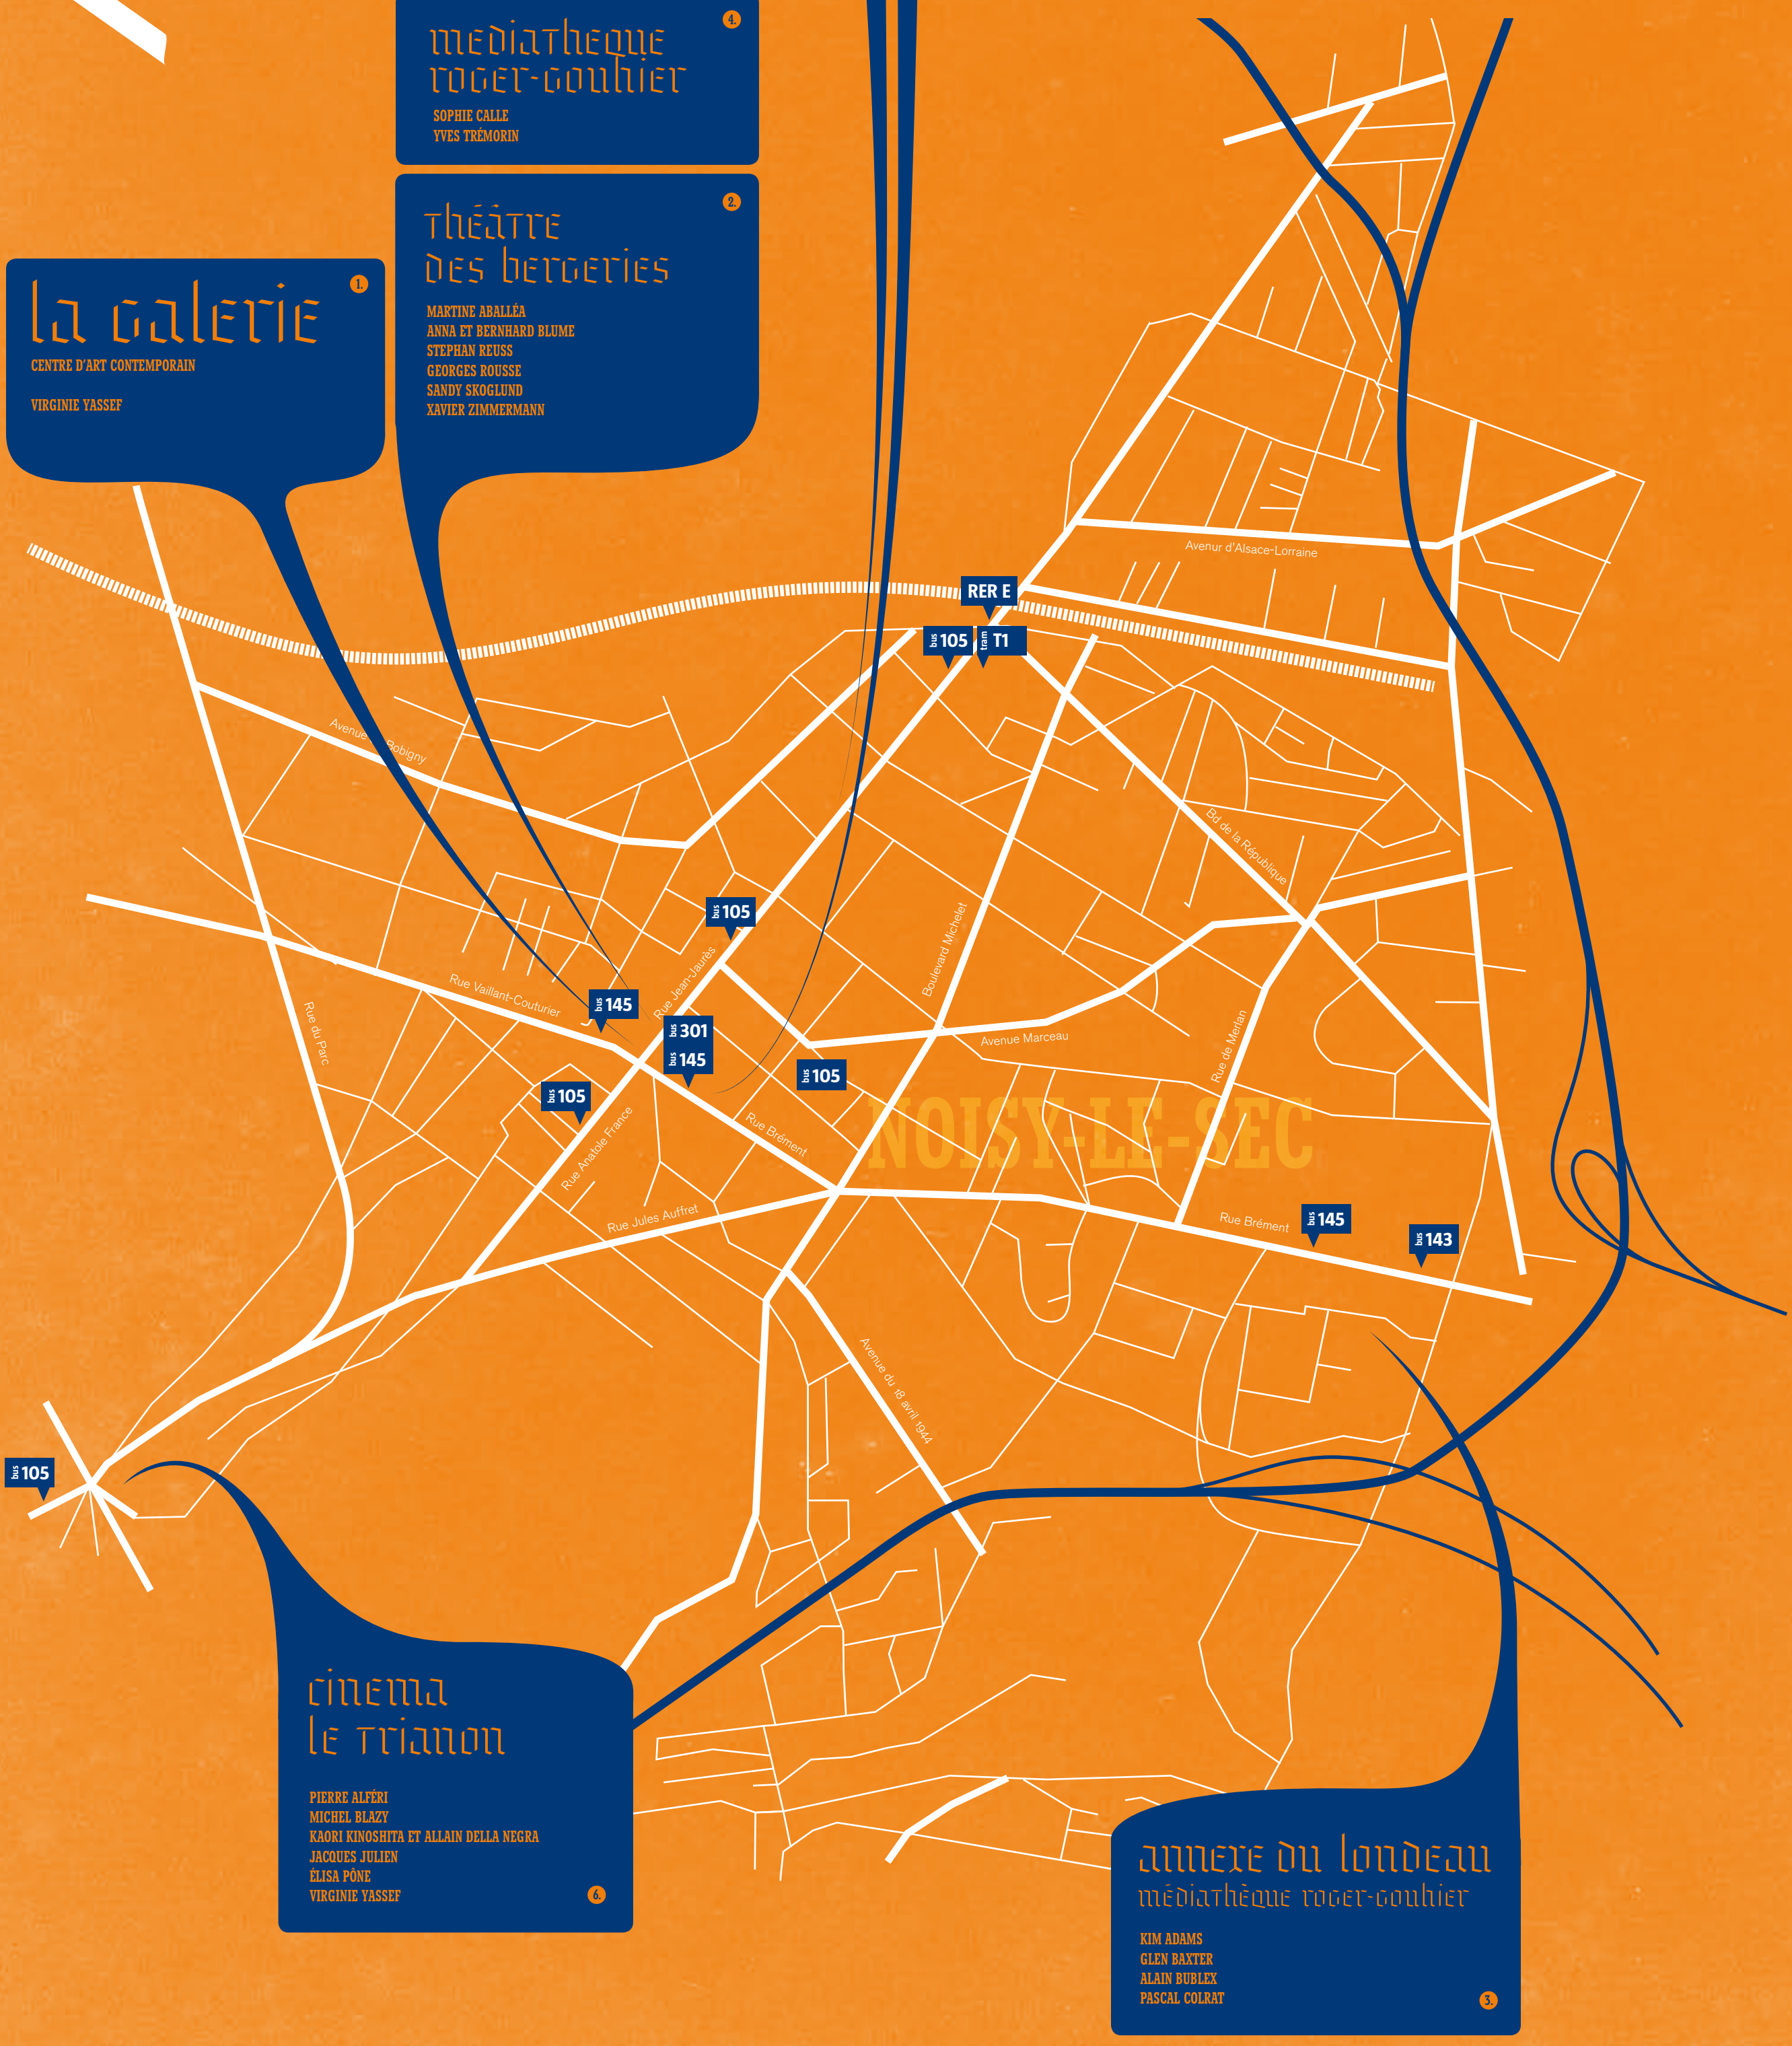 4.
mediatheque
roger-gouhier
SOPHIE CALLE
YVES TRÉMORIN
2.
théâtre
des bergeries
MARTINE ABALLÉA
ANNA ET BERNHARD BLUME
STEPHAN REUSS
GEORGES ROUSSE
SANDY SKOGLUND
XAVIER ZIMMERMANN
1.
la galerie
CENTRE D'ART CONTEMPORAIN
VIRGINIE YASSEF
Avenur d'Alsace-Lorraine
RER E
bus 105
tram T1
Avenue Bobigny
Bd de la République
bus 105
Boulevard Michelet
Rue Jean-Jaurès
Rue Vaillant-Couturier
bus 145
Rue du Parc
bus 301
bus 145
Avenue Marceau
Rue de Merlan
bus 105
bus 105
NOISY-LE-SEC
Rue Brément
Rue Anatole France
Rue Jules Auffret
Rue Brément
bus 145
bus 143
Avenue du 18 avril 1944
bus 105
cinema
le trianon
PIERRE ALFÉRI
MICHEL BLAZY
KAORI KINOSHITA ET ALLAIN DELLA NEGRA
JACQUES JULIEN
ÉLISA PÔNE
VIRGINIE YASSEF
6.
annexe du londeau
médiathèque roger-gouhier
KIM ADAMS
GLEN BAXTER
ALAIN BUBLEX
PASCAL COLRAT
3.